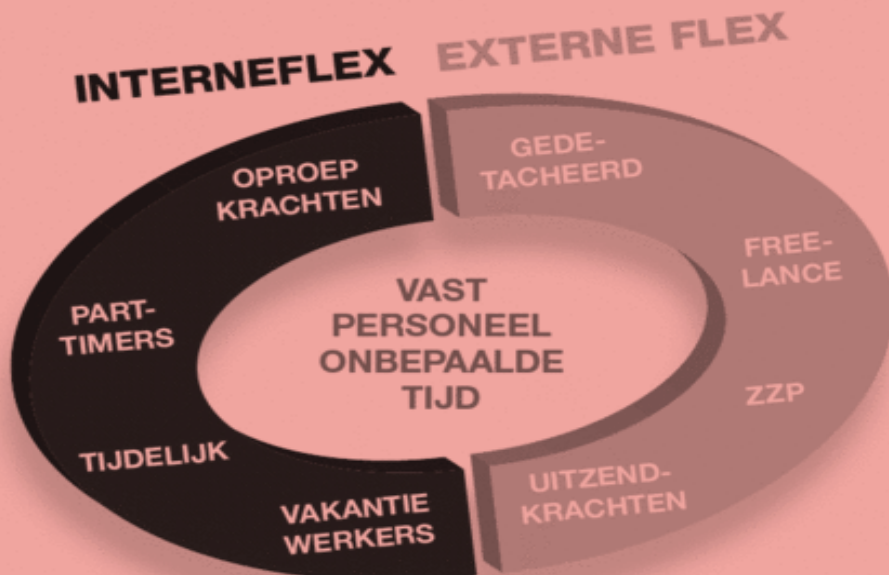 INTERNEFLEX
EXTERNE FLEX
OPROEP
KRACHTEN
PART-
TIMERS
TIJDELIJK
VAKANTIE
WERKERS
VAST
PERSONEEL
ONBEPAALDE
TIJD
GEDE-
TACHEERD
FREE-
LANCE
ZZP
UITZEND-
KRACHTEN